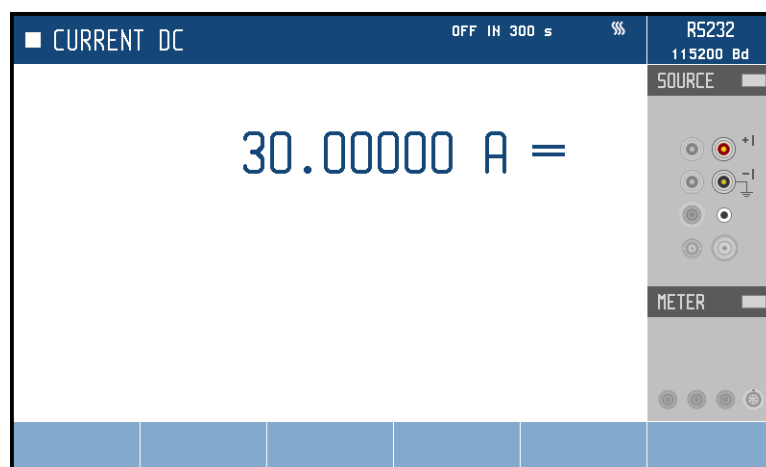 CURRENT DC
OFF IN 300 s
RS232
115200 Bd
SOURCE
30.00000 A =
+I
-I
METER